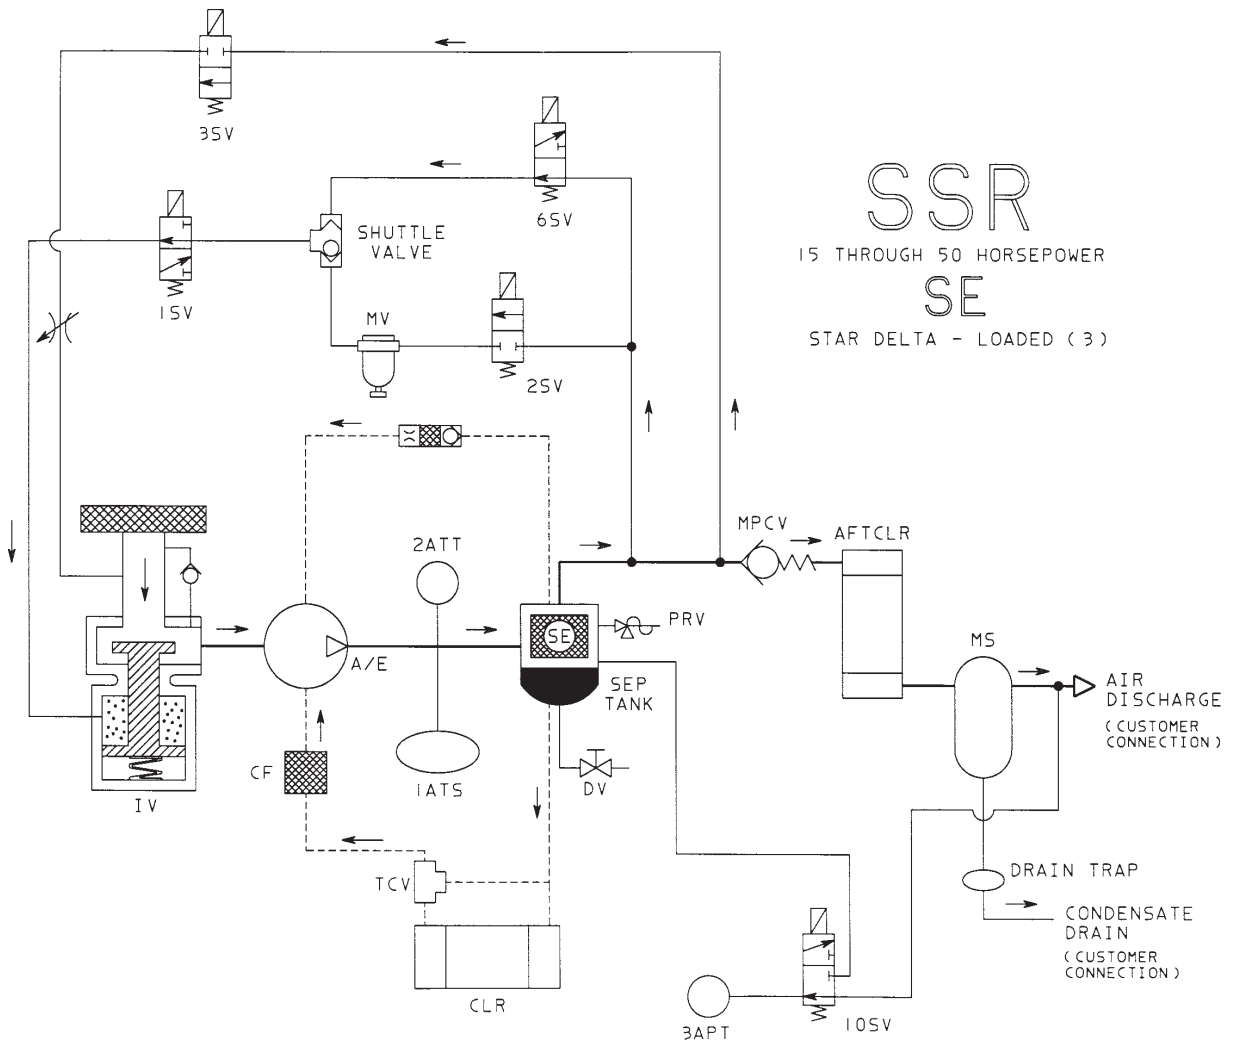 3SV
6SV
SHUTTLE
VALVE
1SV
MV
2SV
SSR
15 THROUGH 50 HORSEPOWER
SE
STAR DELTA - LOADED (3)
MPCV
AFTCLR
2ATT
PRV
SE
A/E
SEP
TANK
MS
AIR
DISCHARGE
(CUSTOMER
CONNECTION)
CF
IV
1ATS
DV
TCV
DRAIN TRAP
CONDENSATE
DRAIN
(CUSTOMER
CONNECTION)
CLR
3APT
10SV